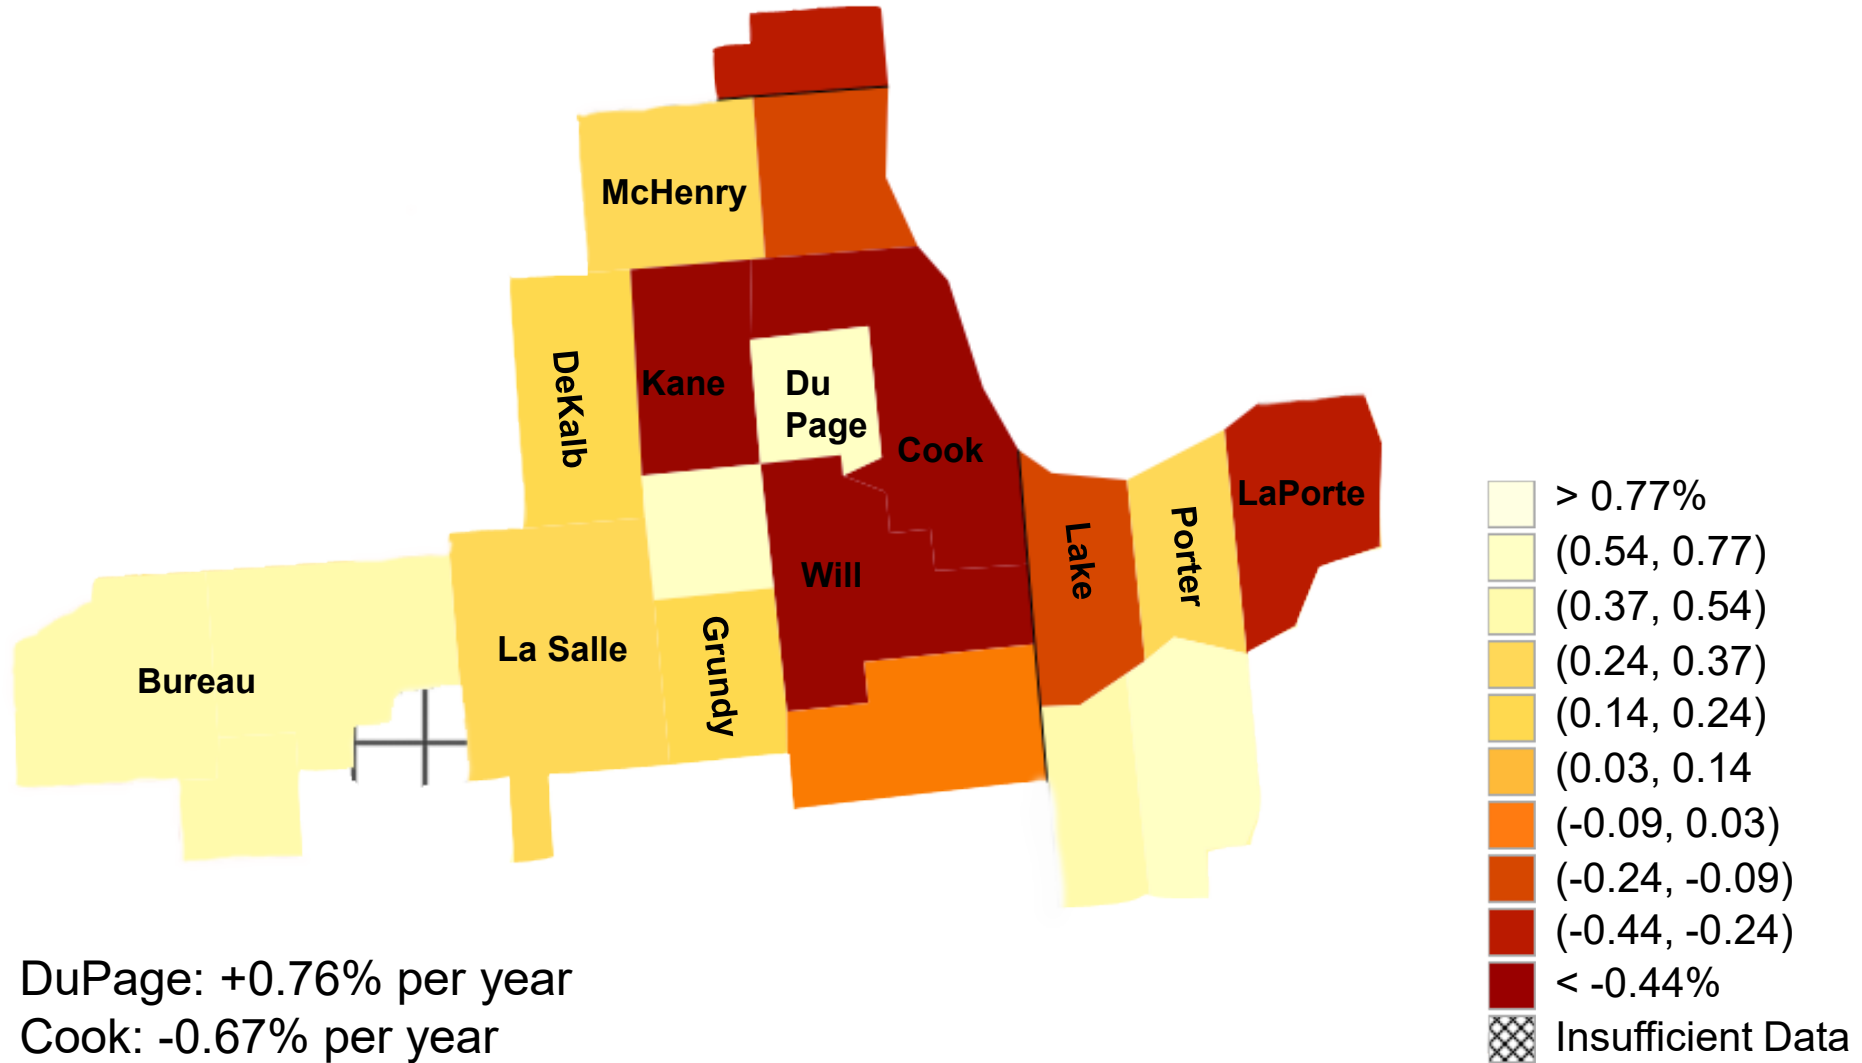 McHenry
DeKalb
Kane
Du
Page
Cook
LaPorte
Lake
Porter
Will
La Salle
Grundy
Bureau
> 0.77%
(0.54, 0.77)
(0.37, 0.54)
(0.24, 0.37)
(0.14, 0.24)
(0.03, 0.14
(-0.09, 0.03)
(-0.24, -0.09)
(-0.44, -0.24)
< -0.44%
Insufficient Data
DuPage: +0.76% per year
Cook: -0.67% per year